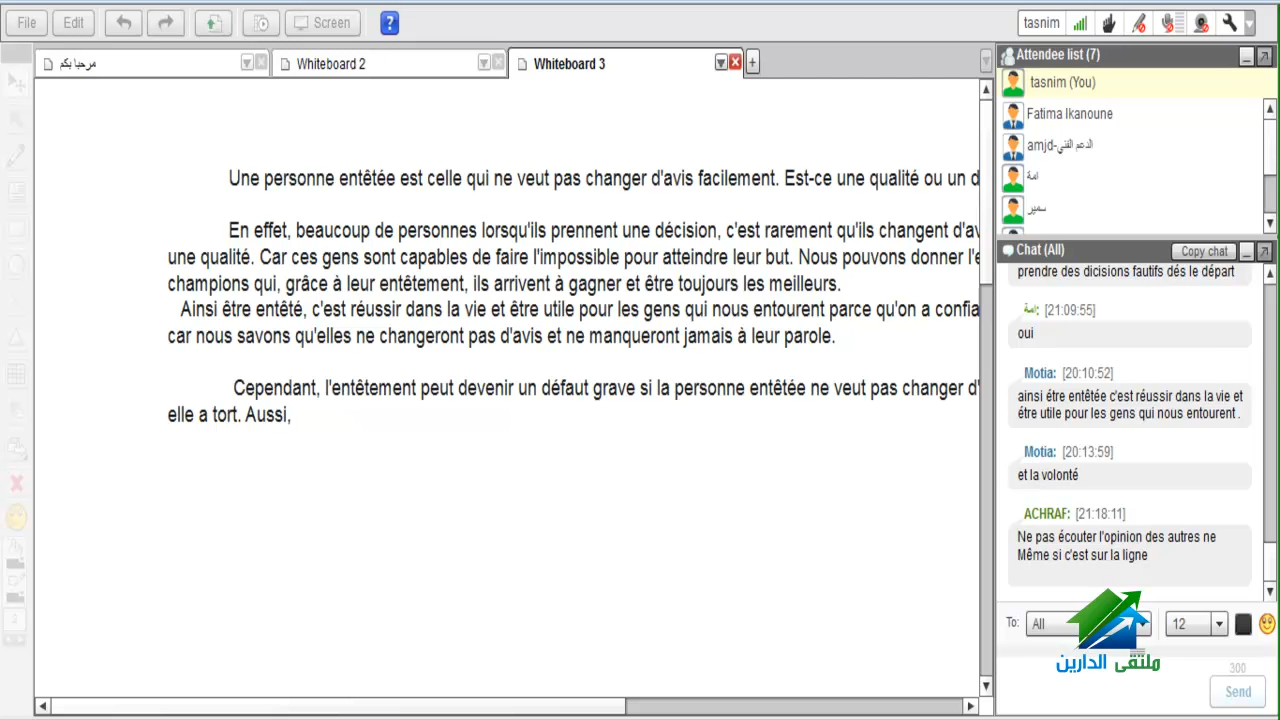 File Edit Screen ?
tasnim
مرحبا بكم
Whiteboard 2
Whiteboard 3
+
Une personne entêtée est celle qui ne veut pas changer d'avis facilement. Est-ce une qualité ou un d
En effet, beaucoup de personnes lorsqu'ils prennent une décision, c'est rarement qu'ils changent d'av
une qualité. Car ces gens sont capables de faire l'impossible pour atteindre leur but. Nous pouvons donner l'e
champions qui, grâce à leur entêtement, ils arrivent à gagner et être toujours les meilleurs.
Ainsi être entêté, c'est réussir dans la vie et être utile pour les gens qui nous entourent parce qu'on a confia
car nous savons qu'elles ne changeront pas d'avis et ne manqueront jamais à leur parole.
Cependant, l'entêtement peut devenir un défaut grave si la personne entêtée ne veut pas changer d'
elle a tort. Aussi,
Attendee list (7)
tasnim (You)
Fatima Ikanoune
amjd-الدعم الفني
امة
سمير
Chat (All)
Copy chat
prendre des dicisions fautifs dés le départ
امة: [21:09:55]
oui
Motia: [20:10:52]
ainsi étre entêtée c'est réussir dans la vie et
étre utile pour les gens qui nous entourent .
Motia: [20:13:59]
et la volonté
ACHRAF: [21:18:11]
Ne pas écouter l'opinion des autres ne
Même si c'est sur la ligne
To: All 12
ملتقى الدارين
300
Send